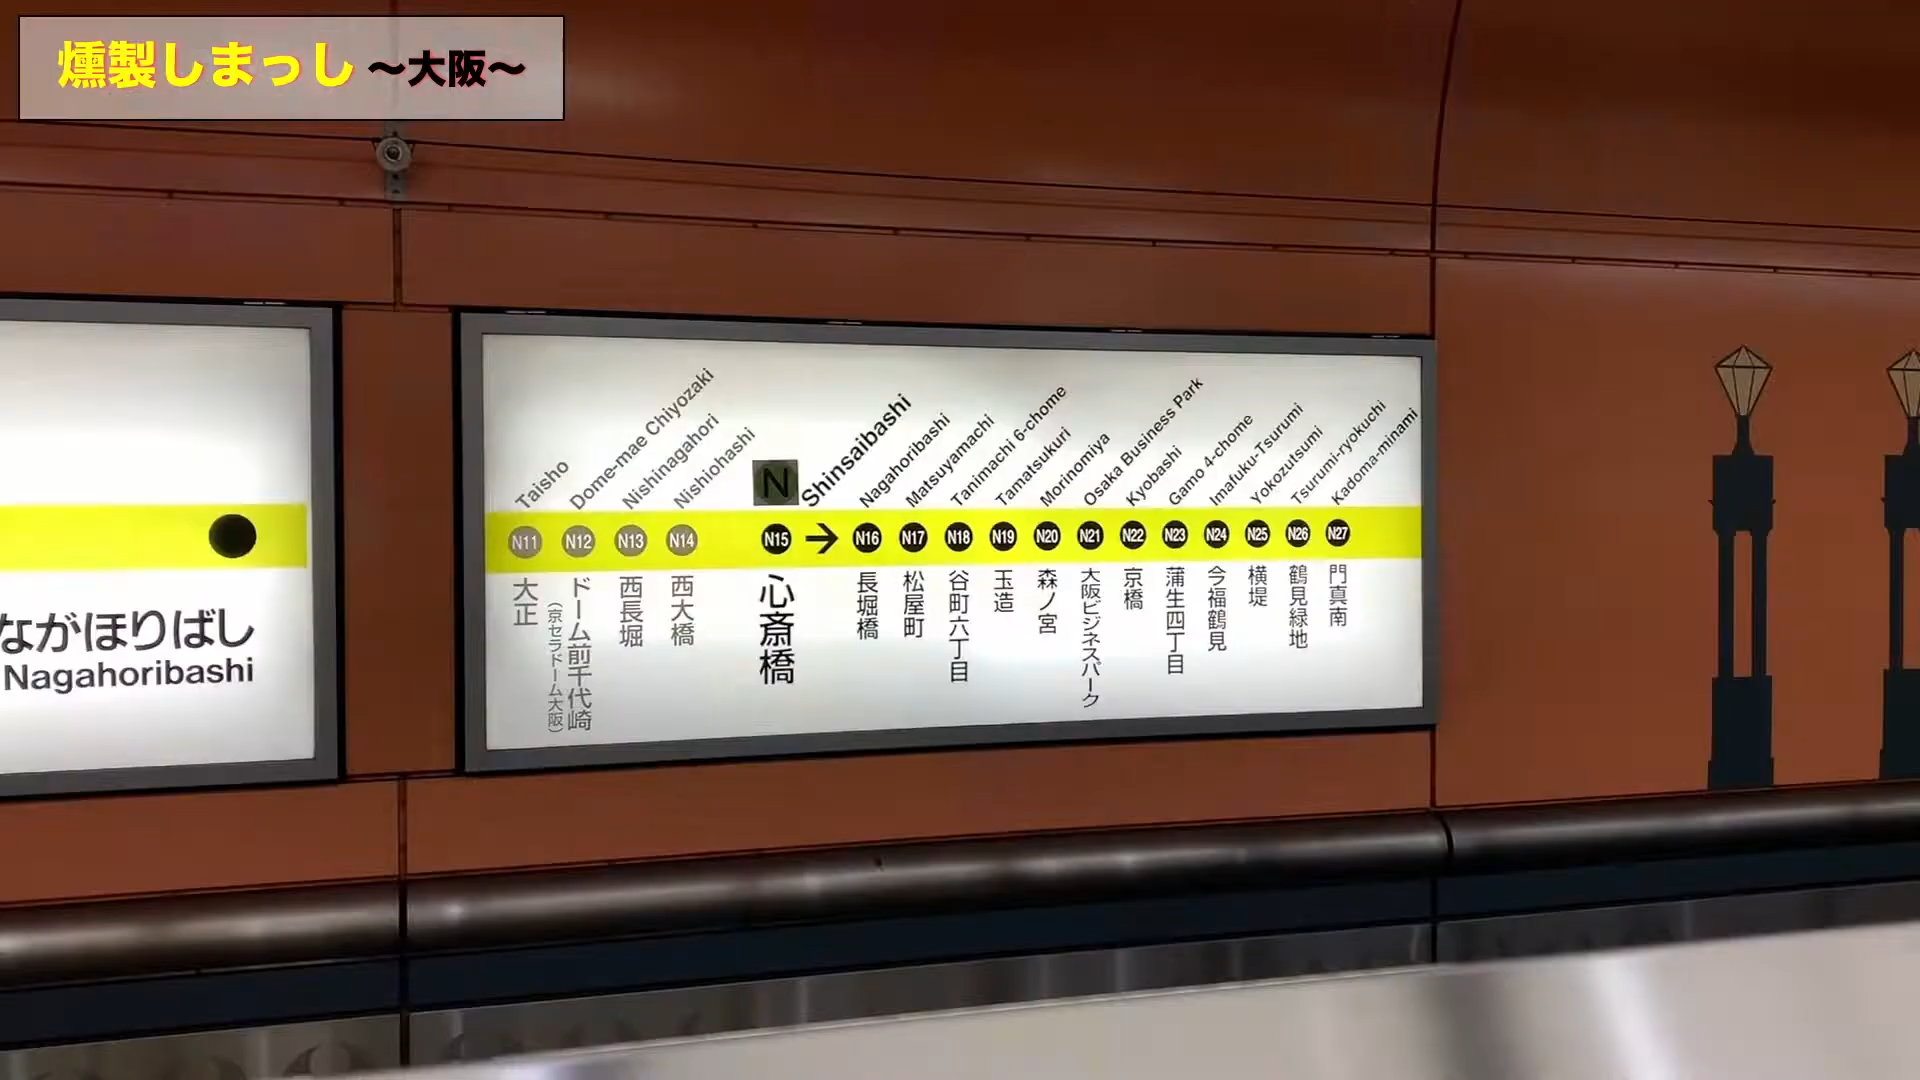 燻製しまっし ～大阪～
ながほりばし
Nagahoribashi
N
Taisho
Dome-mae Chiyozaki
Nishinagahori
Nishiohashi
Shinsaibashi
Nagahoribashi
Matsuyamachi
Tanimachi 6-chome
Tamatsukuri
Morinomiya
Osaka Business Park
Kyobashi
Gamo 4-chome
Imafuku-Tsurumi
Yokozutsumi
Tsurumi-ryokuchi
Kadoma-minami
N11 N12 N13 N14 N15 → N16 N17 N18 N19 N20 N21 N22 N23 N24 N25 N26 N27
大正
ドーム前千代崎
（京セラドーム大阪）
西長堀
西大橋
心斎橋
長堀橋
松屋町
谷町六丁目
玉造
森ノ宮
大阪ビジネスパーク
京橋
蒲生四丁目
今福鶴見
横堤
鶴見緑地
門真南